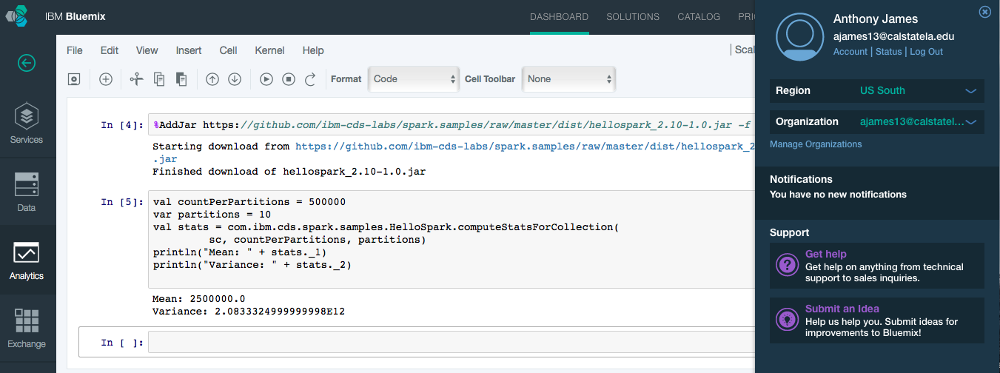 IBM Bluemix
DASHBOARD SOLUTIONS CATALOG PRIC
Services
Data
Analytics
Exchange
File Edit View Insert Cell Kernel Help
Scal
Format Code Cell Toolbar None
In [4]: %AddJar https://github.com/ibm-cds-labs/spark.samples/raw/master/dist/hellospark_2.10-1.0.jar -f
Starting download from https://github.com/ibm-cds-labs/spark.samples/raw/master/dist/hellospark_2
.jar
Finished download of hellospark_2.10-1.0.jar
In [5]: val countPerPartitions = 500000
var partitions = 10
val stats = com.ibm.cds.spark.samples.HelloSpark.computeStatsForCollection(
sc, countPerPartitions, partitions)
println("Mean: " + stats._1)
println("Variance: " + stats._2)
Mean: 2500000.0
Variance: 2.0833324999999998E12
In [ ]:
Anthony James
ajames13@calstatela.edu
Account | Status | Log Out
Region US South
Organization ajames13@calstatel...
Manage Organizations
Notifications
You have no new notifications
Support
Get help
Get help on anything from technical
support to sales inquiries.
Submit an Idea
Help us help you. Submit ideas for
improvements to Bluemix!